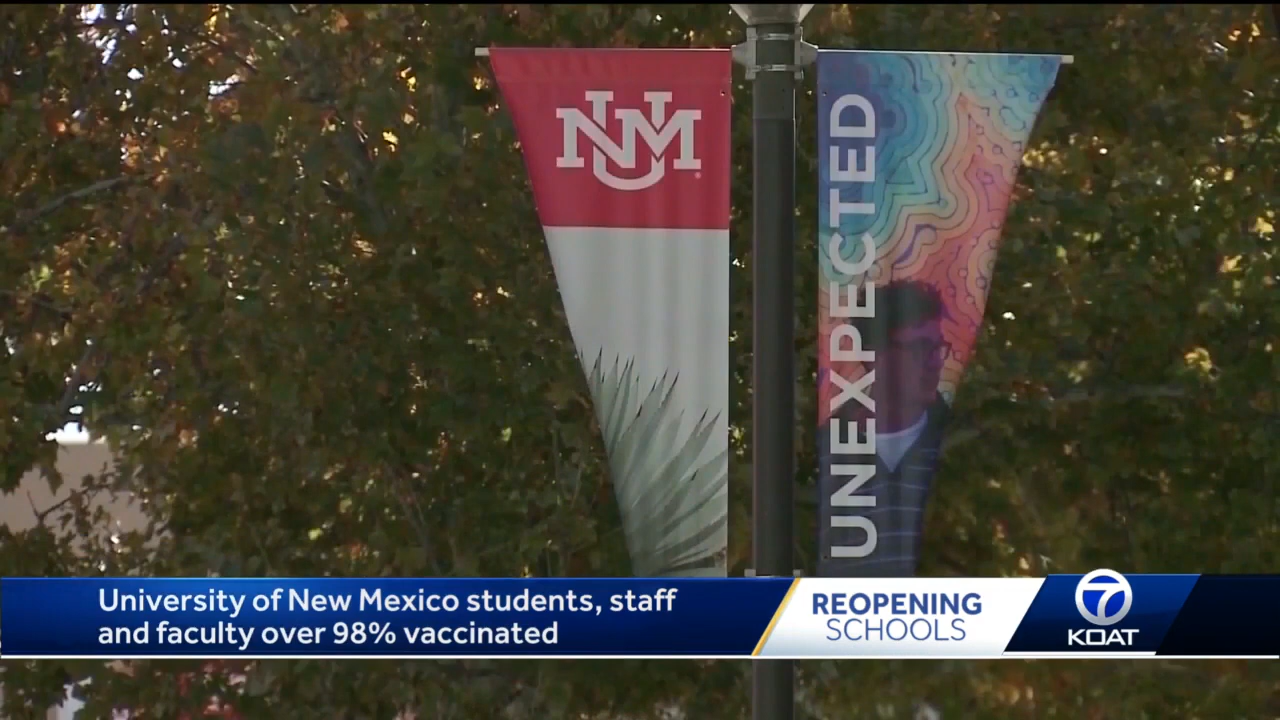 UNM
UNEXPECTED
University of New Mexico students, staff
and faculty over 98% vaccinated
REOPENING
SCHOOLS
7
KOAT